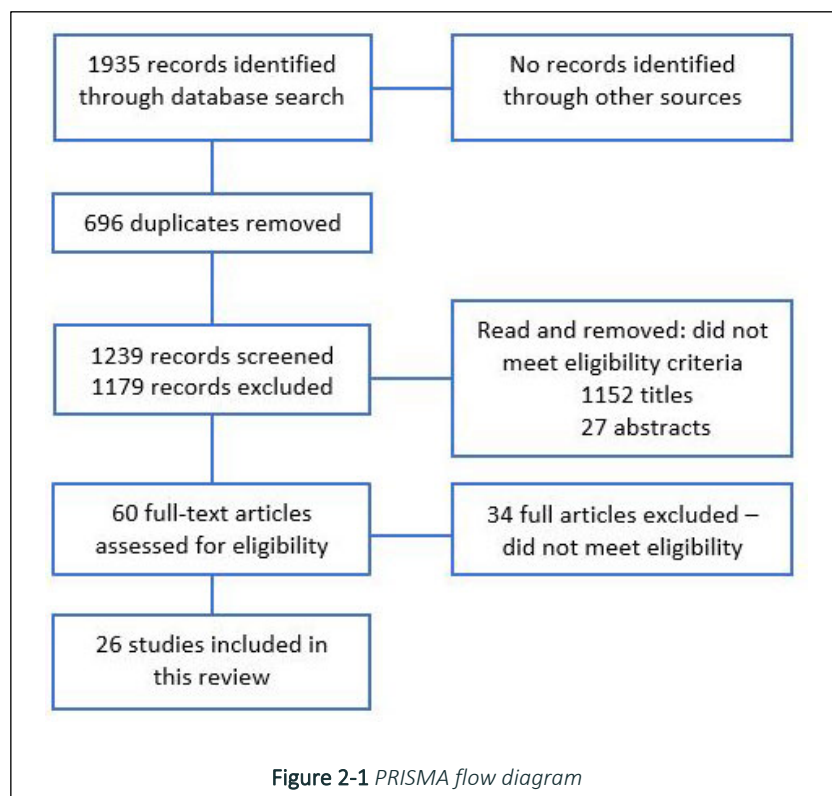 1935 records identified
through database search
No records identified
through other sources
696 duplicates removed
1239 records screened
1179 records excluded
Read and removed: did not
meet eligibility criteria
1152 titles
27 abstracts
60 full-text articles
assessed for eligibility
34 full articles excluded –
did not meet eligibility
26 studies included in
this review
Figure 2-1 PRISMA flow diagram